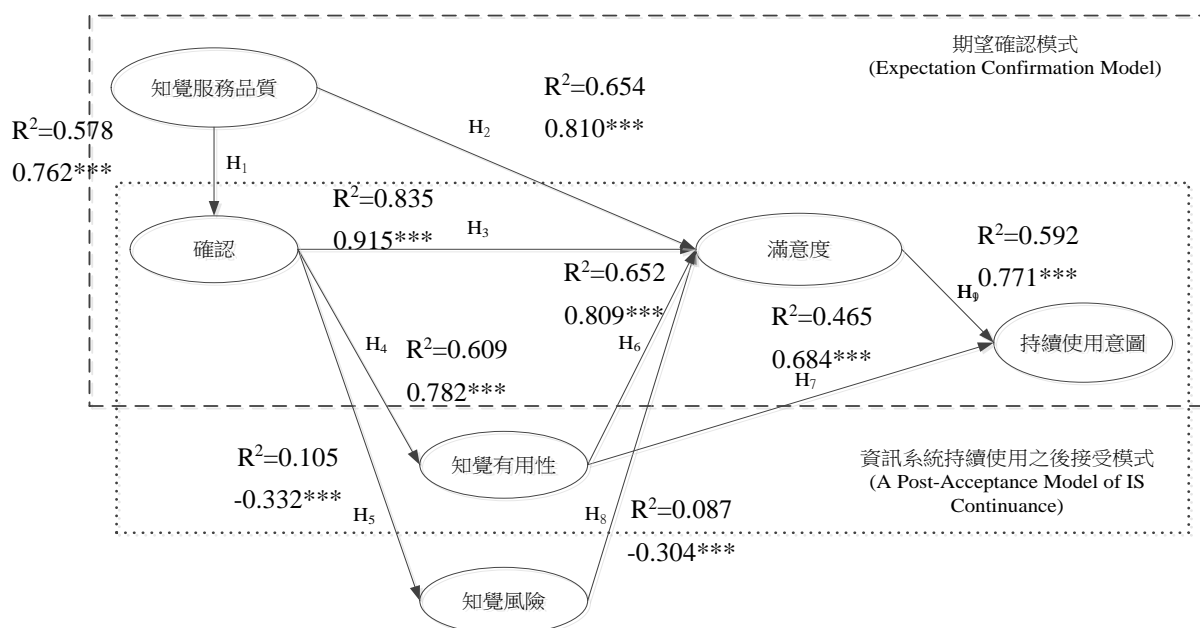 期望確認模式
(Expectation Confirmation Model)
知覺服務品質
R²=0.654
0.810***
H₂
R²=0.578
0.762***
H₁
R²=0.835
0.915***
H₃
確認
滿意度
R²=0.592
0.771***
R²=0.652
0.809***
H₆
R²=0.465
0.684***
H₇
持續使用意圖
H₄
R²=0.609
0.782***
知覺有用性
資訊系統持續使用之後接受模式
(A Post-Acceptance Model of IS
Continuance)
R²=0.105
-0.332***
H₅
H₈
R²=0.087
-0.304***
知覺風險